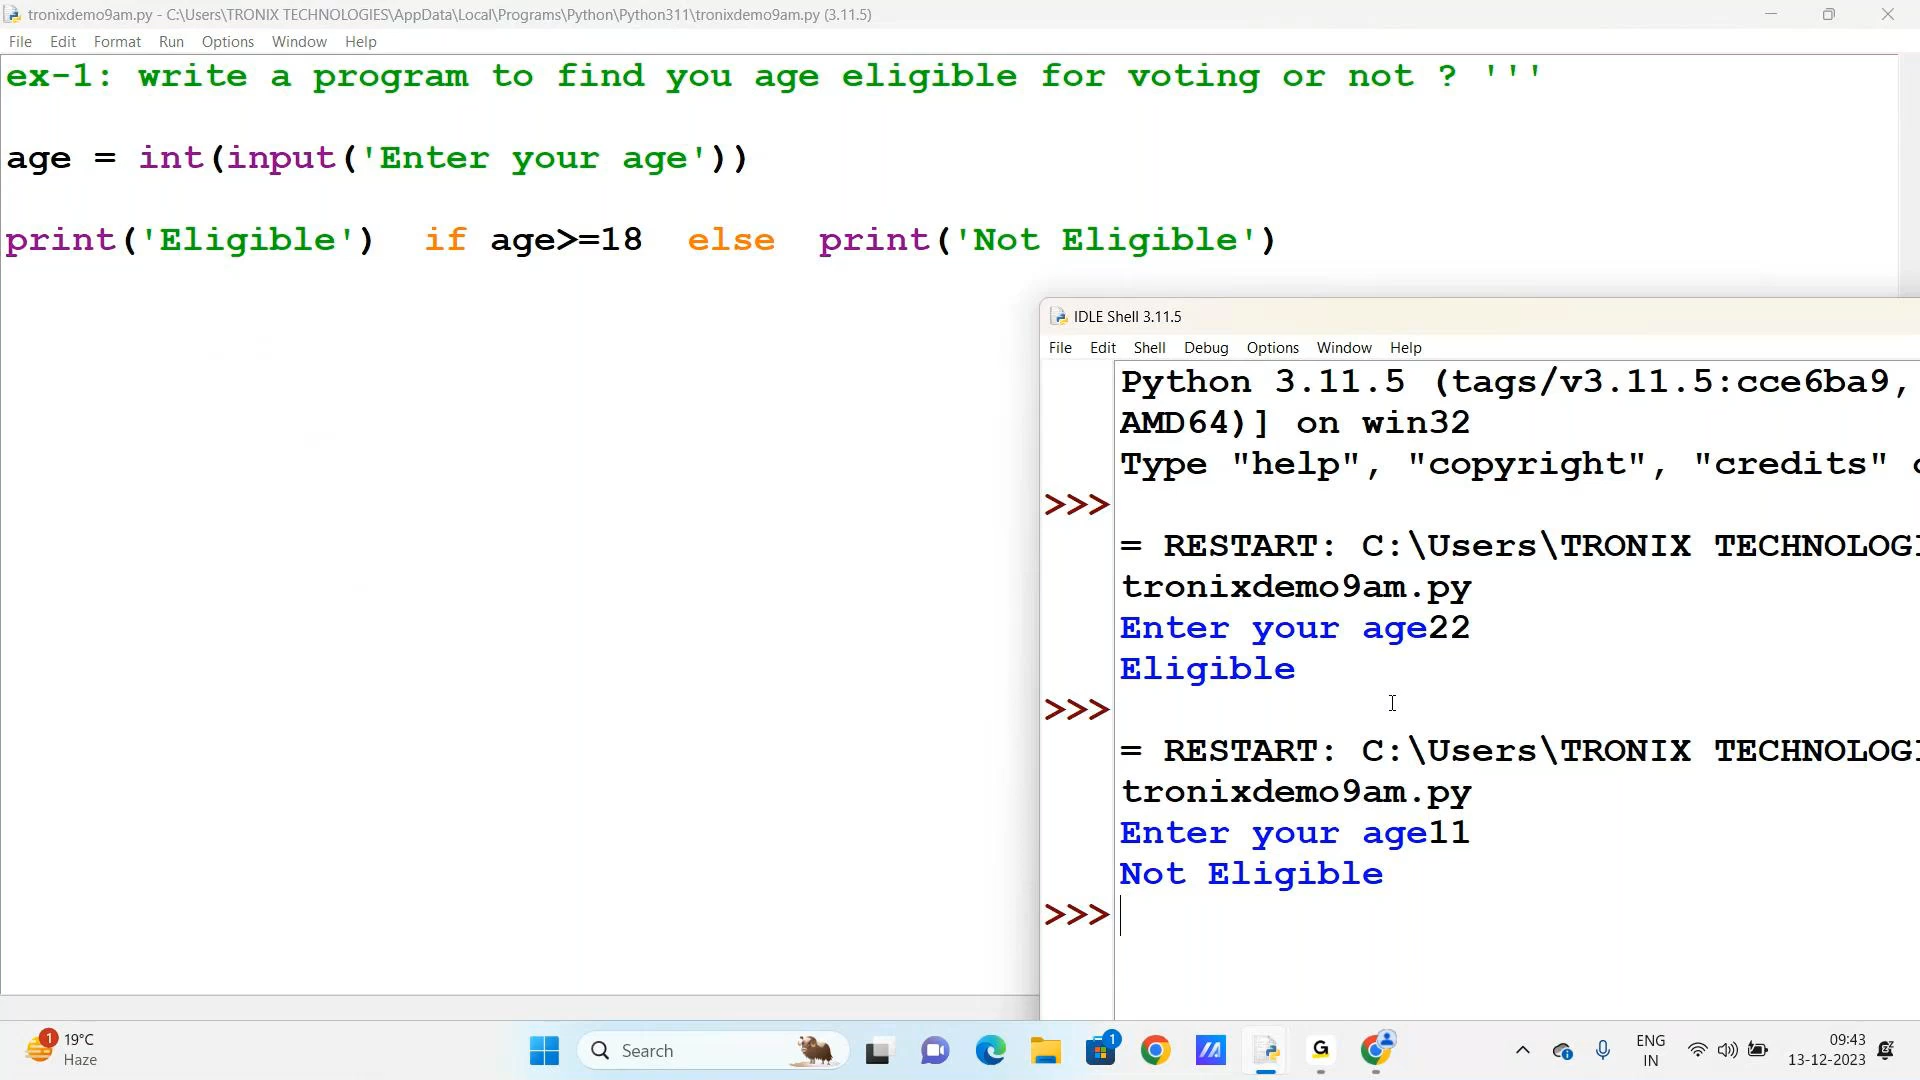 tronixdemo9am.py - C:\Users\TRONIX TECHNOLOGIES\AppData\Local\Programs\Python\Python311\tronixdemo9am.py (3.11.5)
File Edit Format Run Options Window Help
ex-1: write a program to find you age eligible for voting or not ? '''
age = int(input('Enter your age'))
print('Eligible') if age>=18 else print('Not Eligible')
IDLE Shell 3.11.5
File Edit Shell Debug Options Window Help
Python 3.11.5 (tags/v3.11.5:cce6ba9,
AMD64)] on win32
Type "help", "copyright", "credits"
>>>
= RESTART: C:\Users\TRONIX TECHNOLOGI
tronixdemo9am.py
Enter your age22
Eligible
>>>
= RESTART: C:\Users\TRONIX TECHNOLOGI
tronixdemo9am.py
Enter your age11
Not Eligible
>>>
1
19°C
Haze
Search
1
G
ENG
IN
09:43
13-12-2023